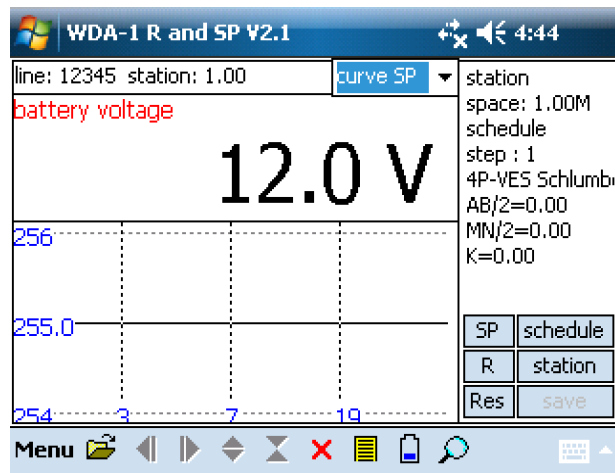 WDA-1 R and SP V2.1 4:44
line: 12345 station: 1.00 curve SP
battery voltage
12.0 V
256
255.0
254 3 7 19
station
space: 1.00M
schedule
step : 1
4P-VES Schlumb
AB/2=0.00
MN/2=0.00
K=0.00
SP schedule
R station
Res save
Menu